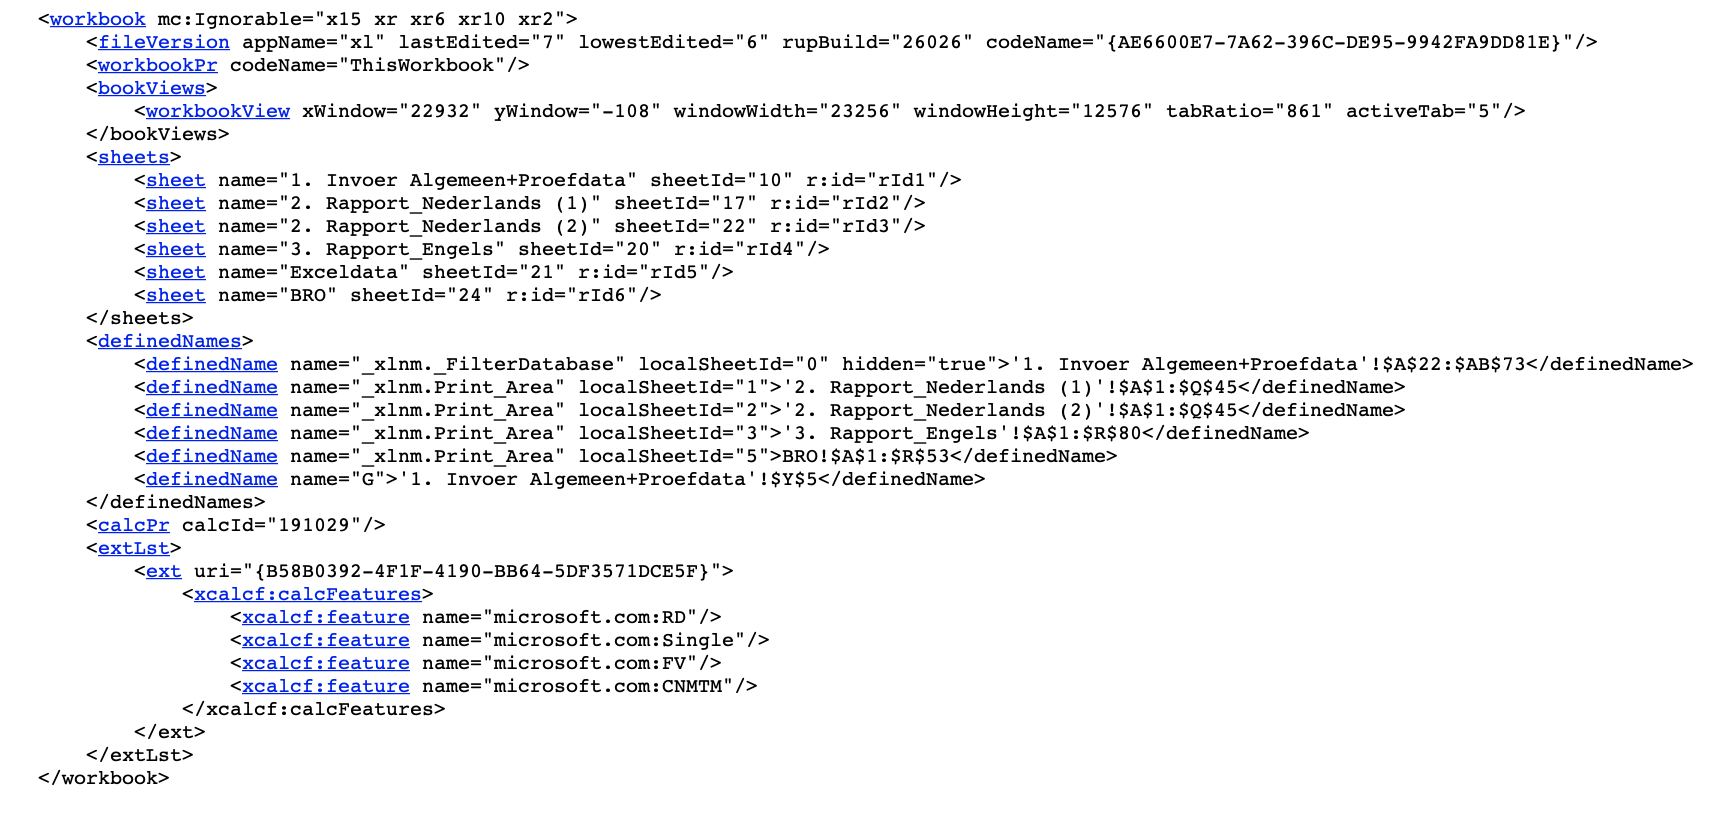 <workbook mc:Ignorable="x15 xr xr6 xr10 xr2">
<fileVersion appName="xl" lastEdited="7" lowestEdited="6" rupBuild="26026" codeName="{AE6600E7-7A62-396C-DE95-9942FA9DD81E}"/>
<workbookPr codeName="ThisWorkbook"/>
<bookViews>
<workbookView xWindow="22932" yWindow="-108" windowWidth="23256" windowHeight="12576" tabRatio="861" activeTab="5"/>
</bookViews>
<sheets>
<sheet name="1. Invoer Algemeen+Proefdata" sheetId="10" r:id="rId1"/>
<sheet name="2. Rapport_Nederlands (1)" sheetId="17" r:id="rId2"/>
<sheet name="2. Rapport_Nederlands (2)" sheetId="22" r:id="rId3"/>
<sheet name="3. Rapport_Engels" sheetId="20" r:id="rId4"/>
<sheet name="Exceldata" sheetId="21" r:id="rId5"/>
<sheet name="BRO" sheetId="24" r:id="rId6"/>
</sheets>
<definedNames>
<definedName name="_xlnm._FilterDatabase" localSheetId="0" hidden="true">'1. Invoer Algemeen+Proefdata'!$A$22:$AB$73</definedName>
<definedName name="_xlnm.Print_Area" localSheetId="1">'2. Rapport_Nederlands (1)'!$A$1:$Q$45</definedName>
<definedName name="_xlnm.Print_Area" localSheetId="2">'2. Rapport_Nederlands (2)'!$A$1:$Q$45</definedName>
<definedName name="_xlnm.Print_Area" localSheetId="3">'3. Rapport_Engels'!$A$1:$R$80</definedName>
<definedName name="_xlnm.Print_Area" localSheetId="5">BRO!$A$1:$R$53</definedName>
<definedName name="G">'1. Invoer Algemeen+Proefdata'!$Y$5</definedName>
</definedNames>
<calcPr calcId="191029"/>
<extLst>
<ext uri="{B58B0392-4F1F-4190-BB64-5DF3571DCE5F}">
<xcalcf:calcFeatures>
<xcalcf:feature name="microsoft.com:RD"/>
<xcalcf:feature name="microsoft.com:Single"/>
<xcalcf:feature name="microsoft.com:FV"/>
<xcalcf:feature name="microsoft.com:CNMTM"/>
</xcalcf:calcFeatures>
</ext>
</extLst>
</workbook>